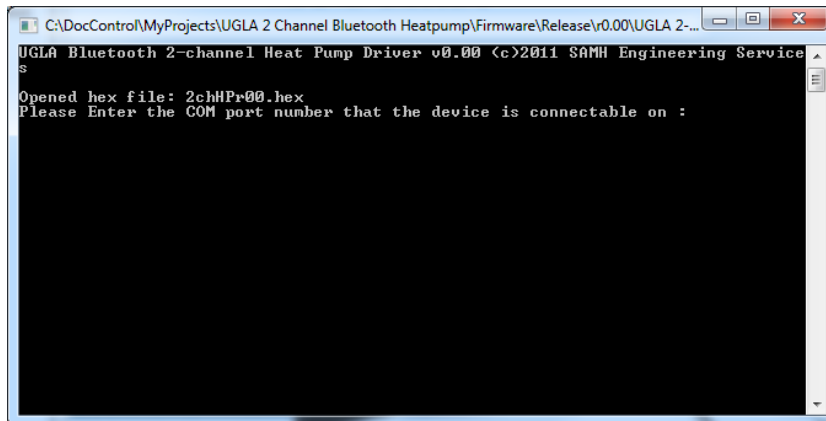 C:\DocControl\MyProjects\UGLA 2 Channel Bluetooth Heatpump\Firmware\Release\r0.00\UGLA 2-...
UGLA Bluetooth 2-channel Heat Pump Driver v0.00 (c)2011 SAMH Engineering Service
s
Opened hex file: 2chHPr00.hex
Please Enter the COM port number that the device is connectable on :